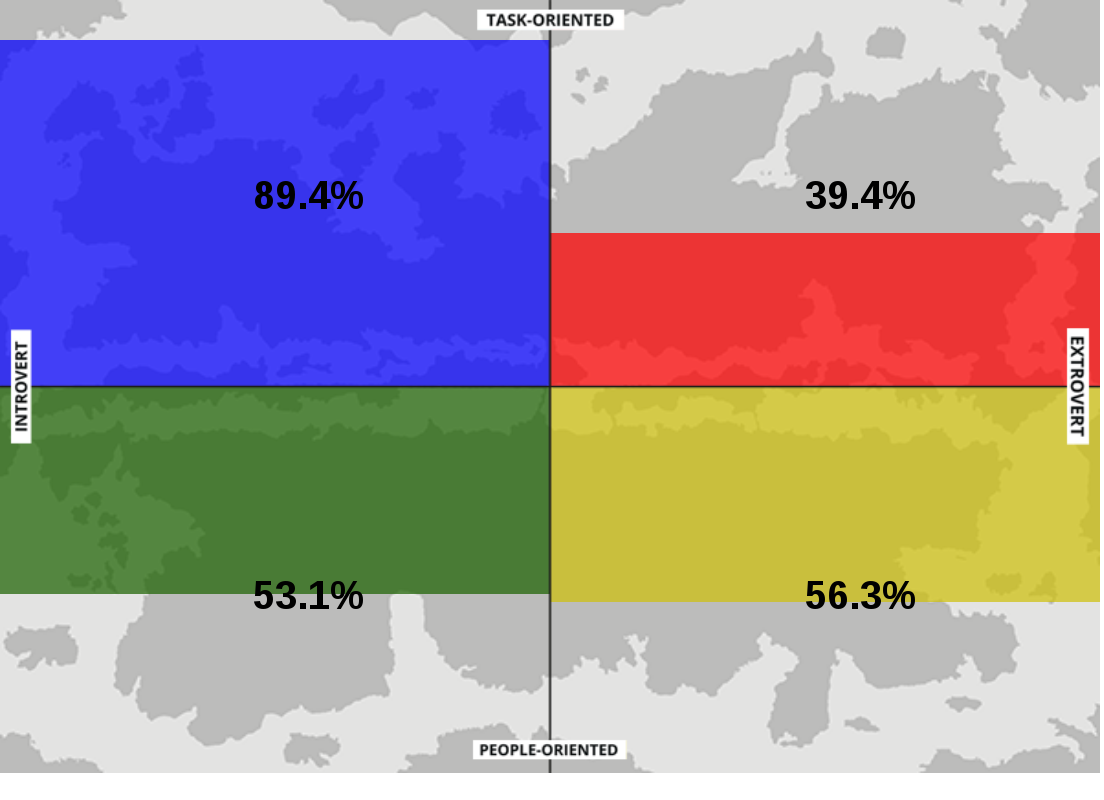 TASK-ORIENTED
89.4%
39.4%
INTROVERT
EXTROVERT
53.1%
56.3%
PEOPLE-ORIENTED